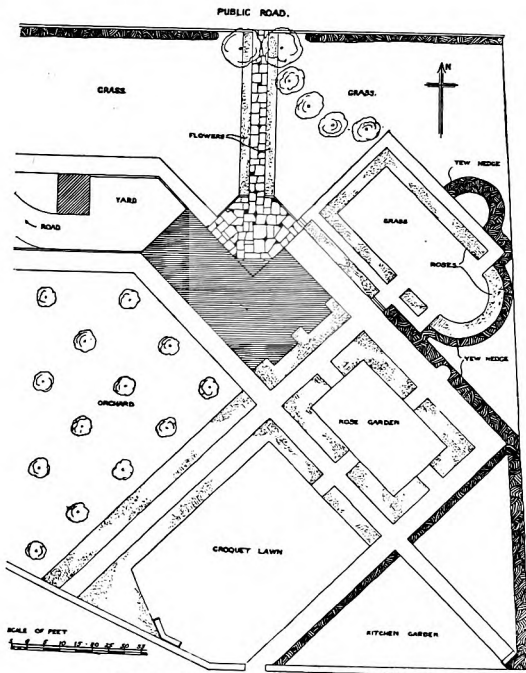 PUBLIC ROAD.
N
GRASS
GRASS.
FLOWERS
YEW HEDGE
YARD
ROAD
GRASS
ROSES
YEW HEDGE
ORCHARD
ROSE GARDEN
CROQUET LAWN
SCALE OF FEET
KITCHEN GARDEN